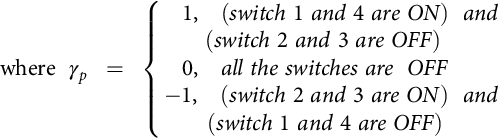 1, (switch 1 and 4 are ON) and
(switch 2 and 3 are OFF)
where γp = { 0, all the switches are OFF
−1, (switch 2 and 3 are ON) and
(switch 1 and 4 are OFF)